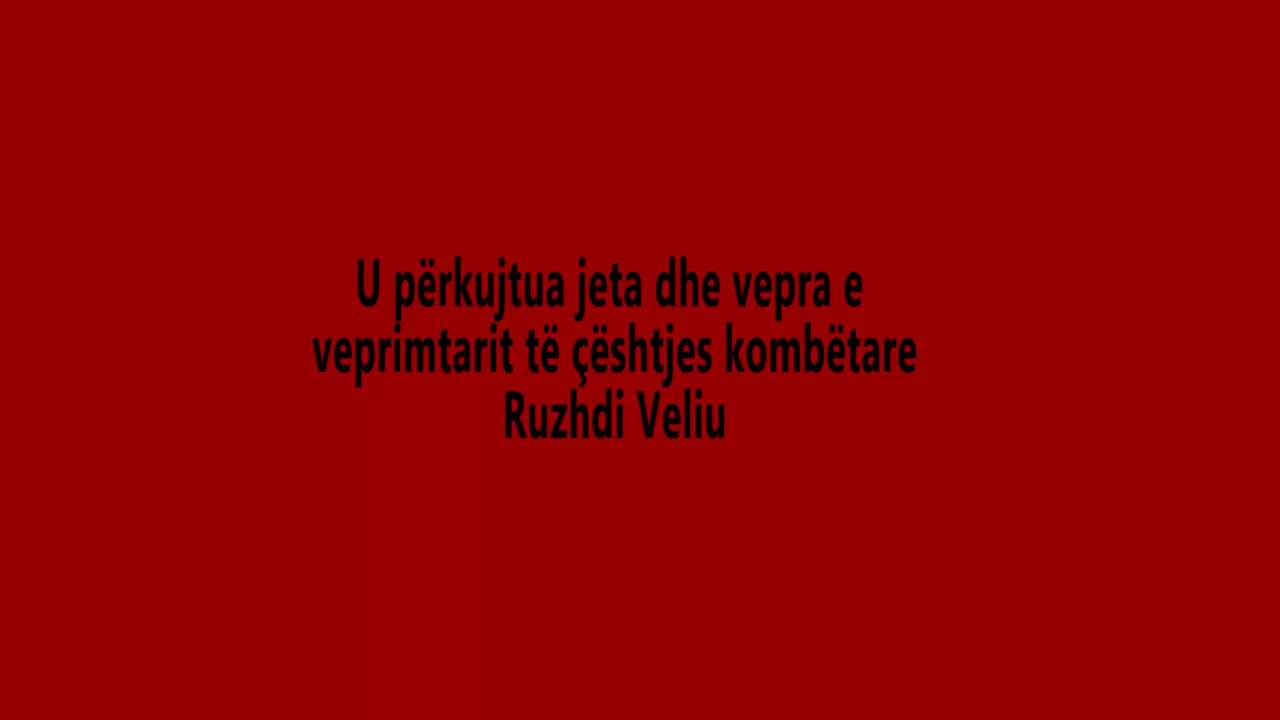 U përkujtua jeta dhe vepra e
veprimtarit të çështjes kombëtare
Ruzhdi Veliu